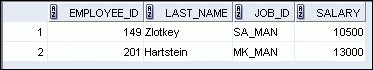 EMPLOYEE_ID LAST_NAME JOB_ID SALARY
1 149 Zlotkey SA_MAN 10500
2 201 Hartstein MK_MAN 13000